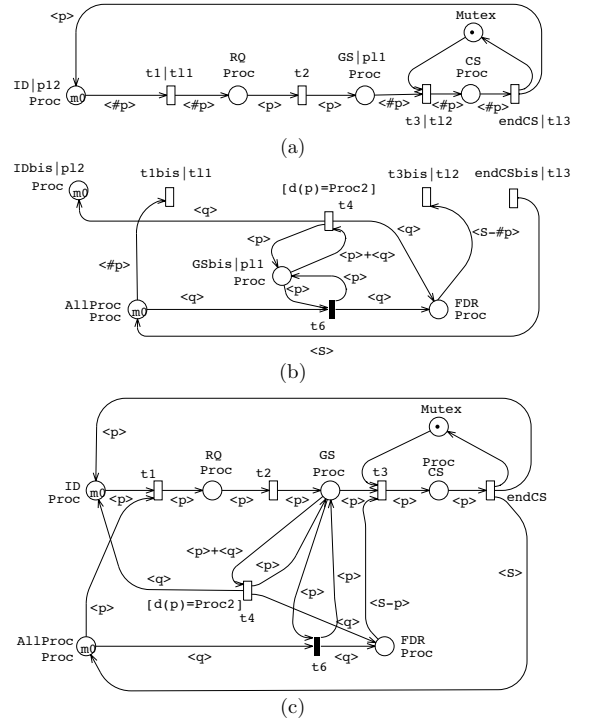 <p>
Mutex
RQ
Proc
GS|pl1
Proc
CS
Proc
ID|pl2
Proc
m0
t1|tl1
t2
<#p>
<#p>
<p>
<p>
<#p>
<#p>
<#p>
t3|tl2
endCS|tl3
(a)
IDbis|pl2
Proc
m0
t1bis|tl1
t3bis|tl2
endCSbis|tl3
[d(p)=Proc2]
t4
<q>
<q>
<S-#p>
<p>
<p>+<q>
GSbis|pl1
Proc
<p>
<p>
<#p>
AllProc
Proc
m0
<q>
<q>
FDR
Proc
t6
<S>
(b)
Mutex
<p>
RQ
Proc
GS
Proc
Proc
CS
t1
t2
t3
ID
Proc
m0
<p>
<p>
<p>
<p>
<p>
<p>
<p>
endCS
<p>+<q>
<p>
<q>
<S>
<p>
[d(p)=Proc2]
t4
<p>
<p>
<S-p>
<q>
AllProc
Proc
m0
<q>
<q>
FDR
Proc
t6
(c)